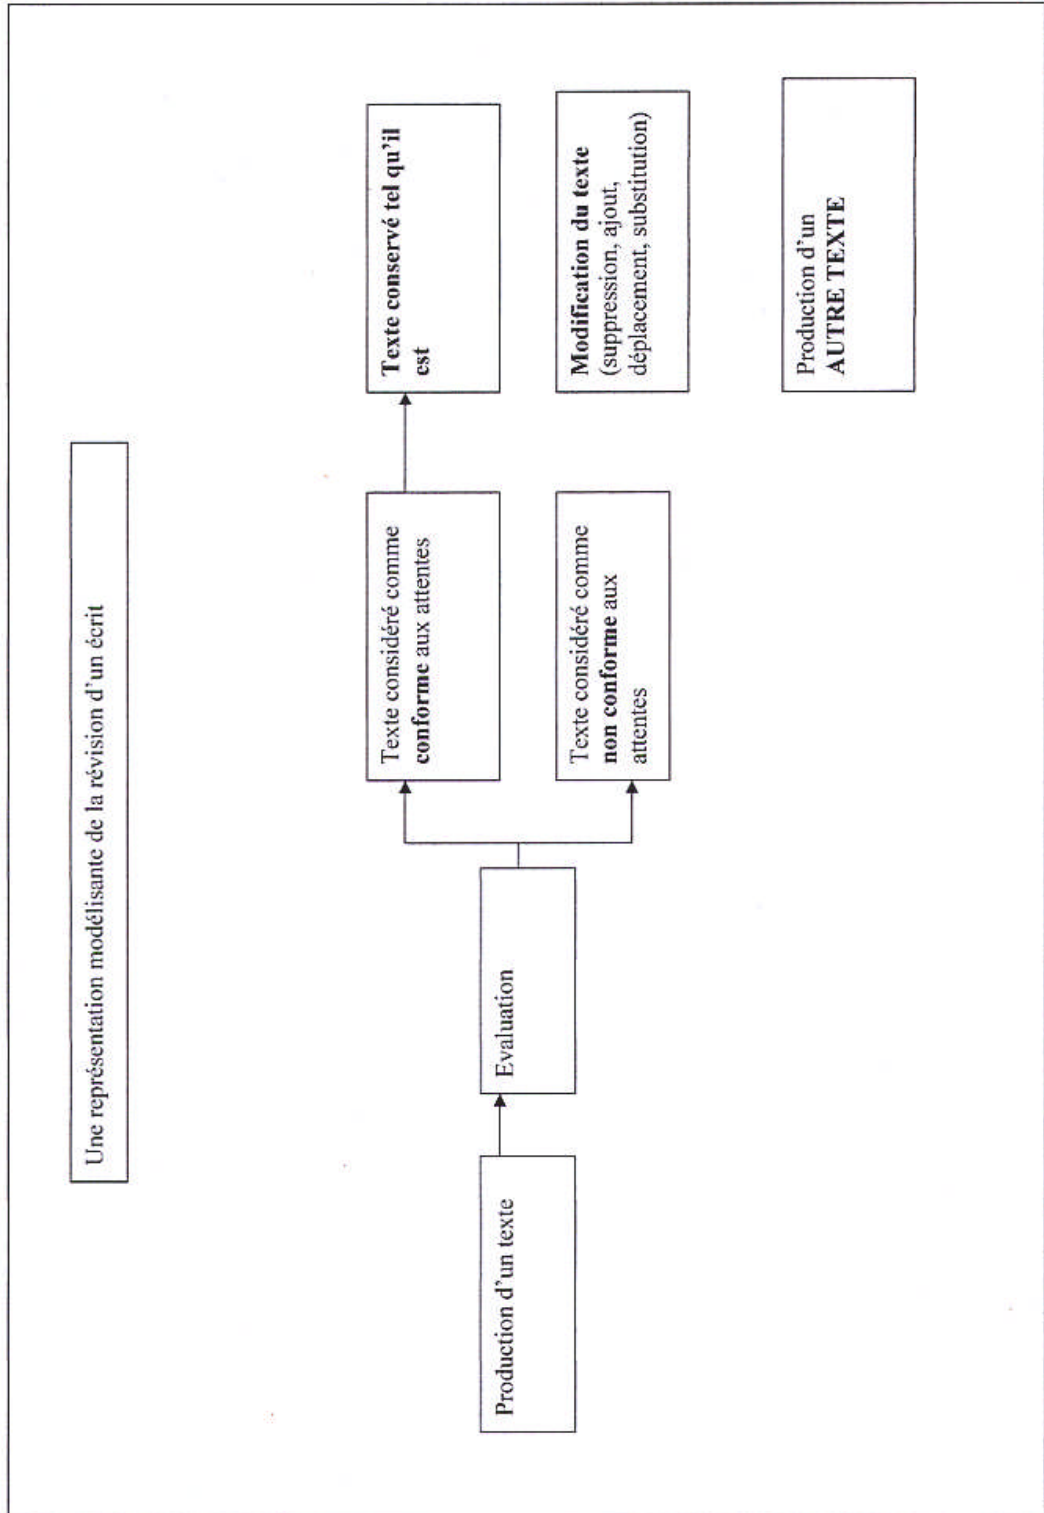 Une représentation modélisante de la révision d'un écrit
Production d'un texte
Evaluation
Texte considéré comme
conforme aux attentes
Texte considéré comme
non conforme aux
attentes
Texte conservé tel qu'il
est
Modification du texte
(suppression, ajout,
déplacement, substitution)
Production d'un
AUTRE TEXTE